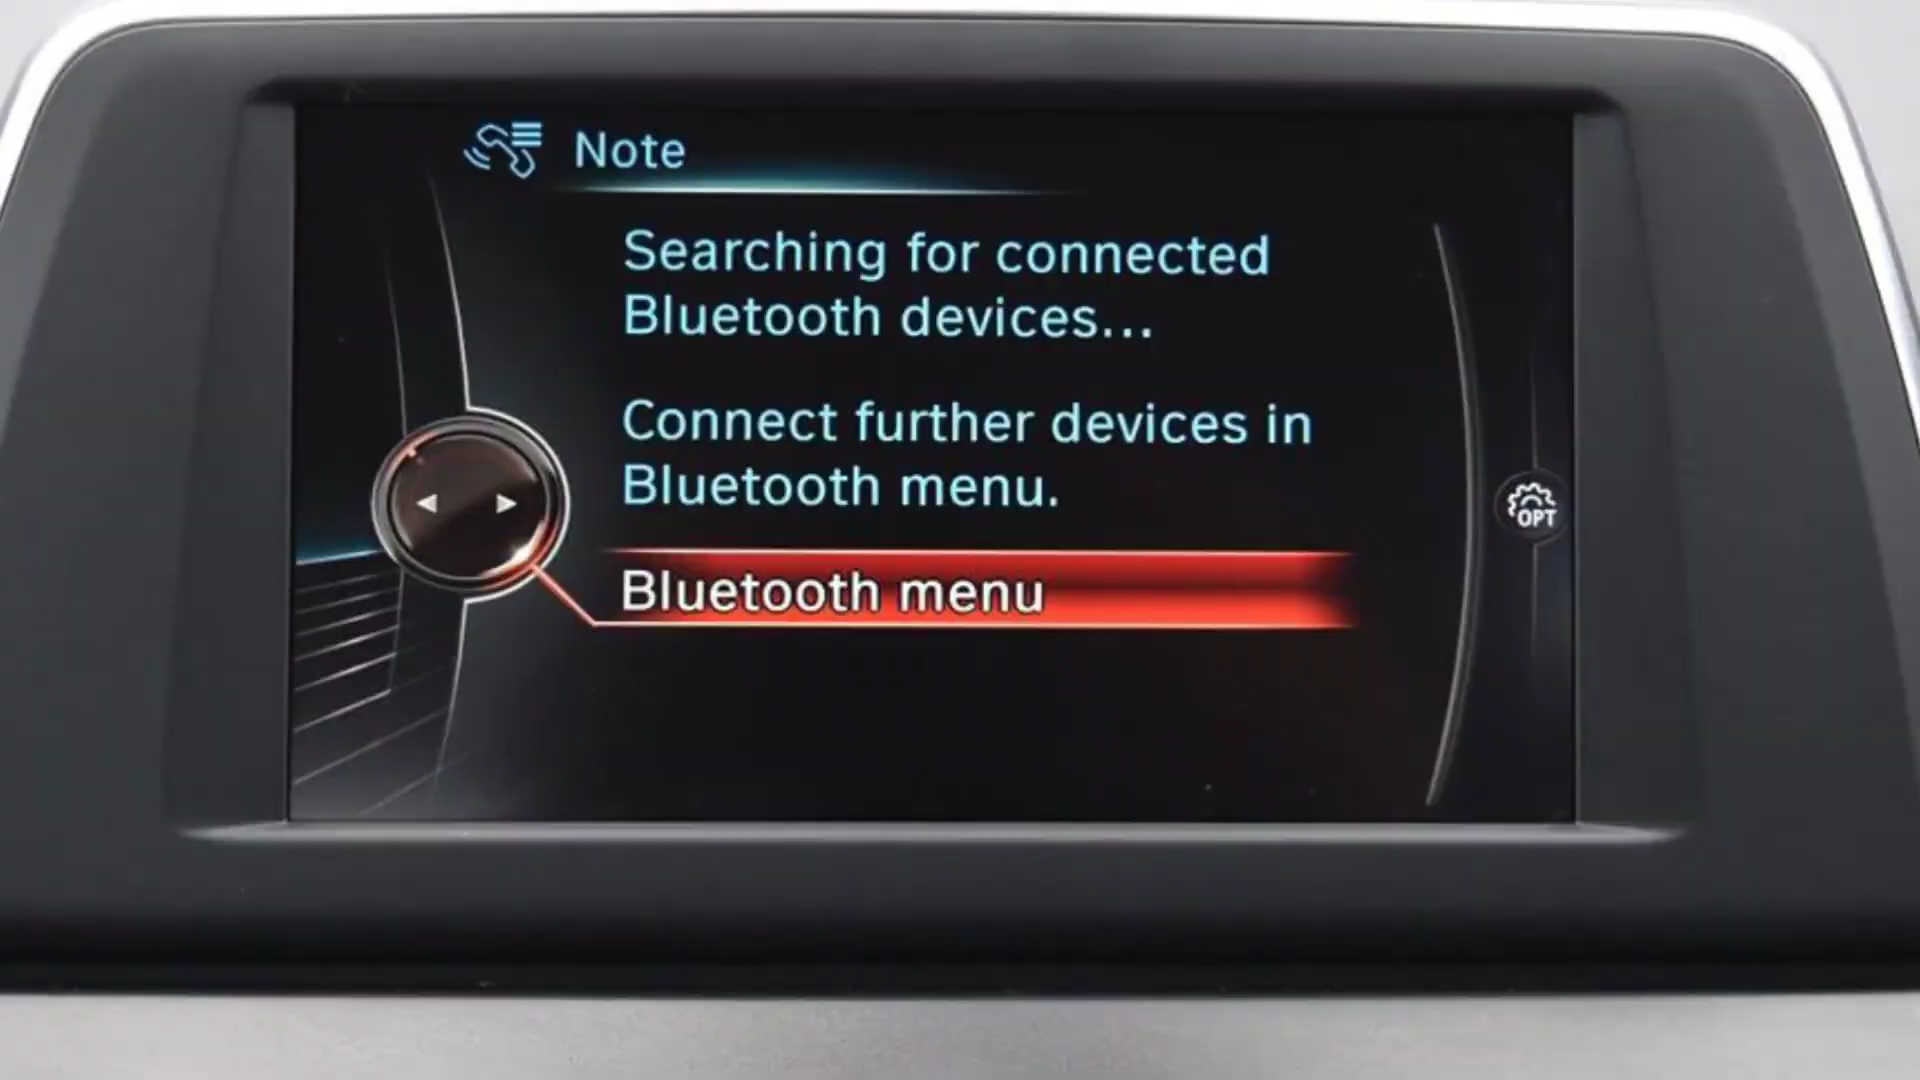 Note
Searching for connected
Bluetooth devices...
Connect further devices in
Bluetooth menu.
OPT
Bluetooth menu